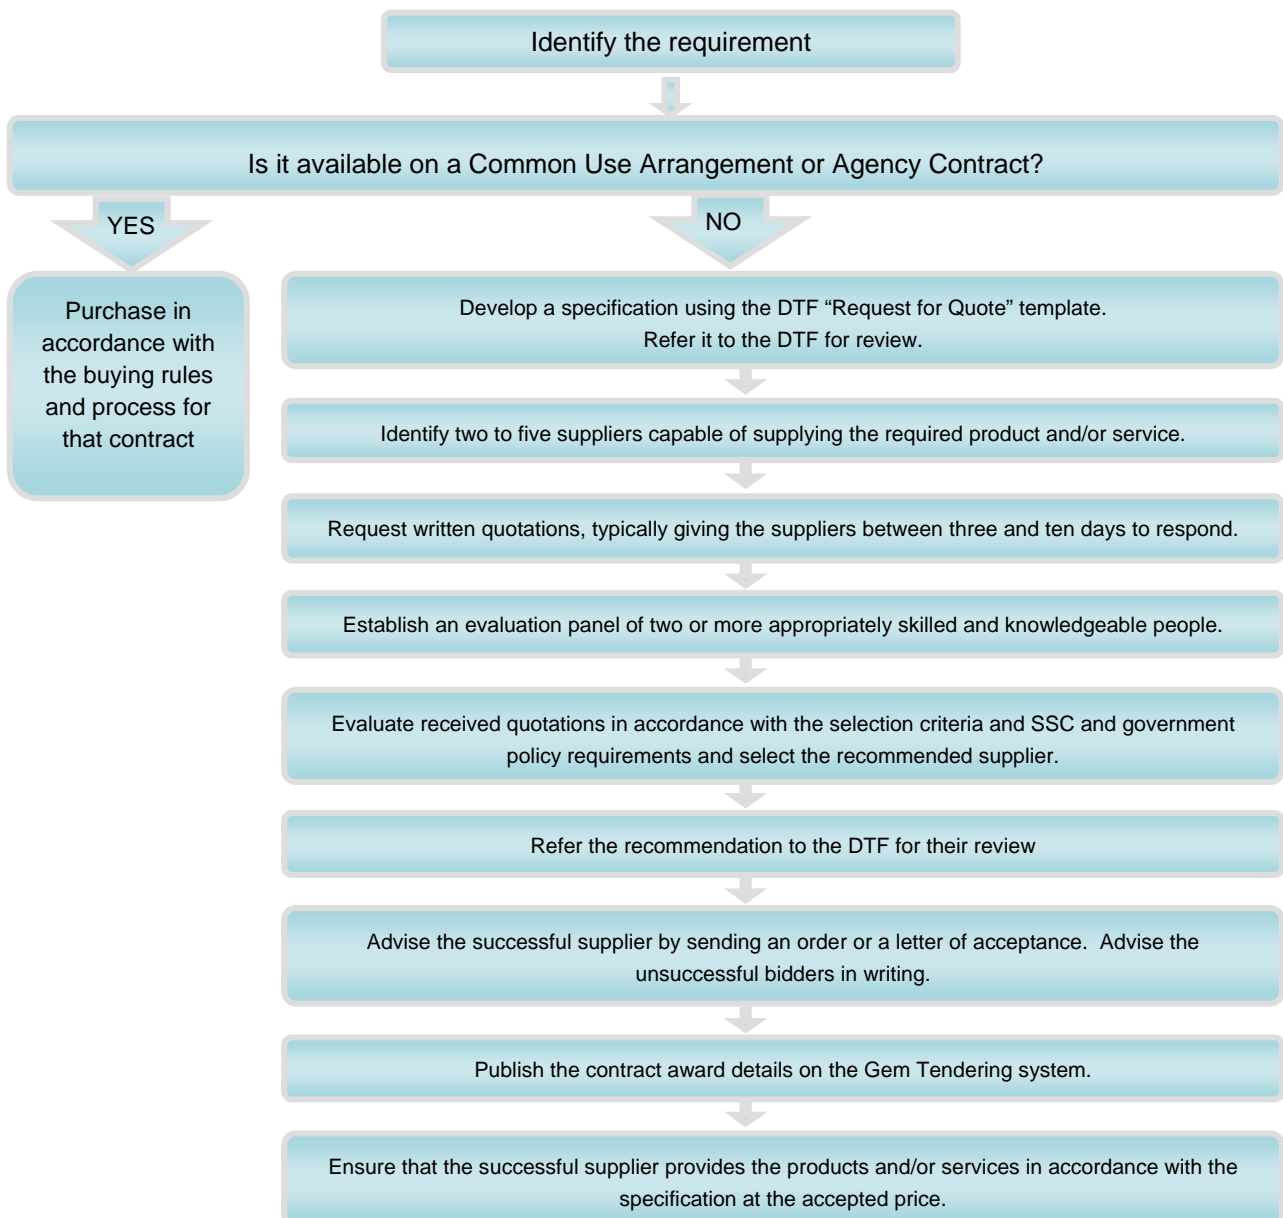 Identify the requirement
Is it available on a Common Use Arrangement or Agency Contract?
YES
NO
Purchase in
accordance with
the buying rules
and process for
that contract
Develop a specification using the DTF “Request for Quote” template.
Refer it to the DTF for review.
Identify two to five suppliers capable of supplying the required product and/or service.
Request written quotations, typically giving the suppliers between three and ten days to respond.
Establish an evaluation panel of two or more appropriately skilled and knowledgeable people.
Evaluate received quotations in accordance with the selection criteria and SSC and government
policy requirements and select the recommended supplier.
Refer the recommendation to the DTF for their review
Advise the successful supplier by sending an order or a letter of acceptance.  Advise the
unsuccessful bidders in writing.
Publish the contract award details on the Gem Tendering system.
Ensure that the successful supplier provides the products and/or services in accordance with the
specification at the accepted price.